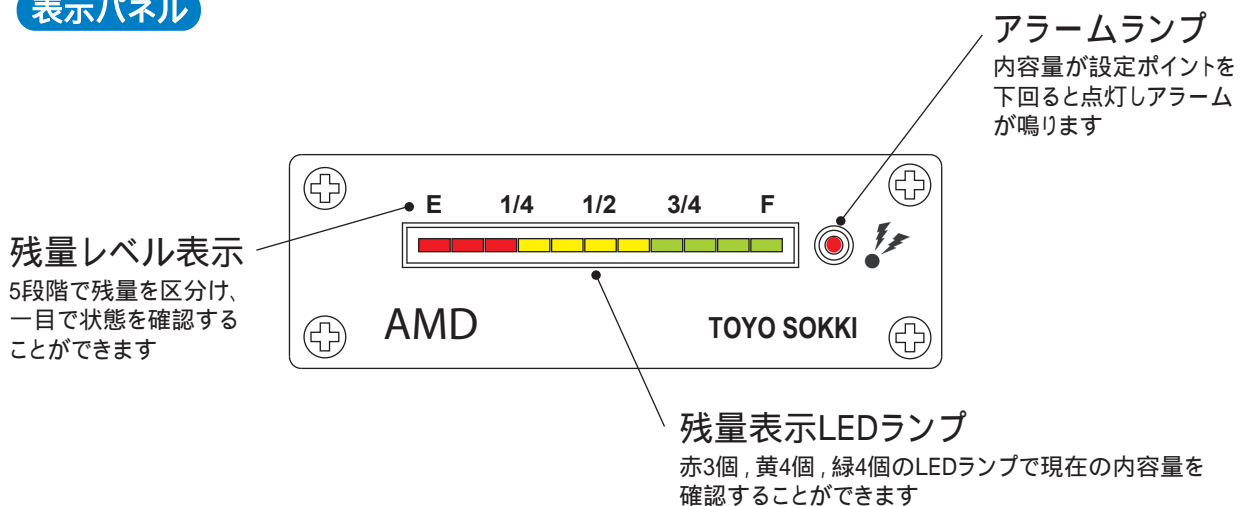 表示パネル
アラームランプ
内容量が設定ポイントを
下回ると点灯しアラーム
が鳴ります
E 1/4 1/2 3/4 F
残量レベル表示
5段階で残量を区分け、
一目で状態を確認する
ことができます
AMD TOYO SOKKI
残量表示LEDランプ
赤3個 , 黄4個 , 緑4個のLEDランプで現在の内容量を
確認することができます